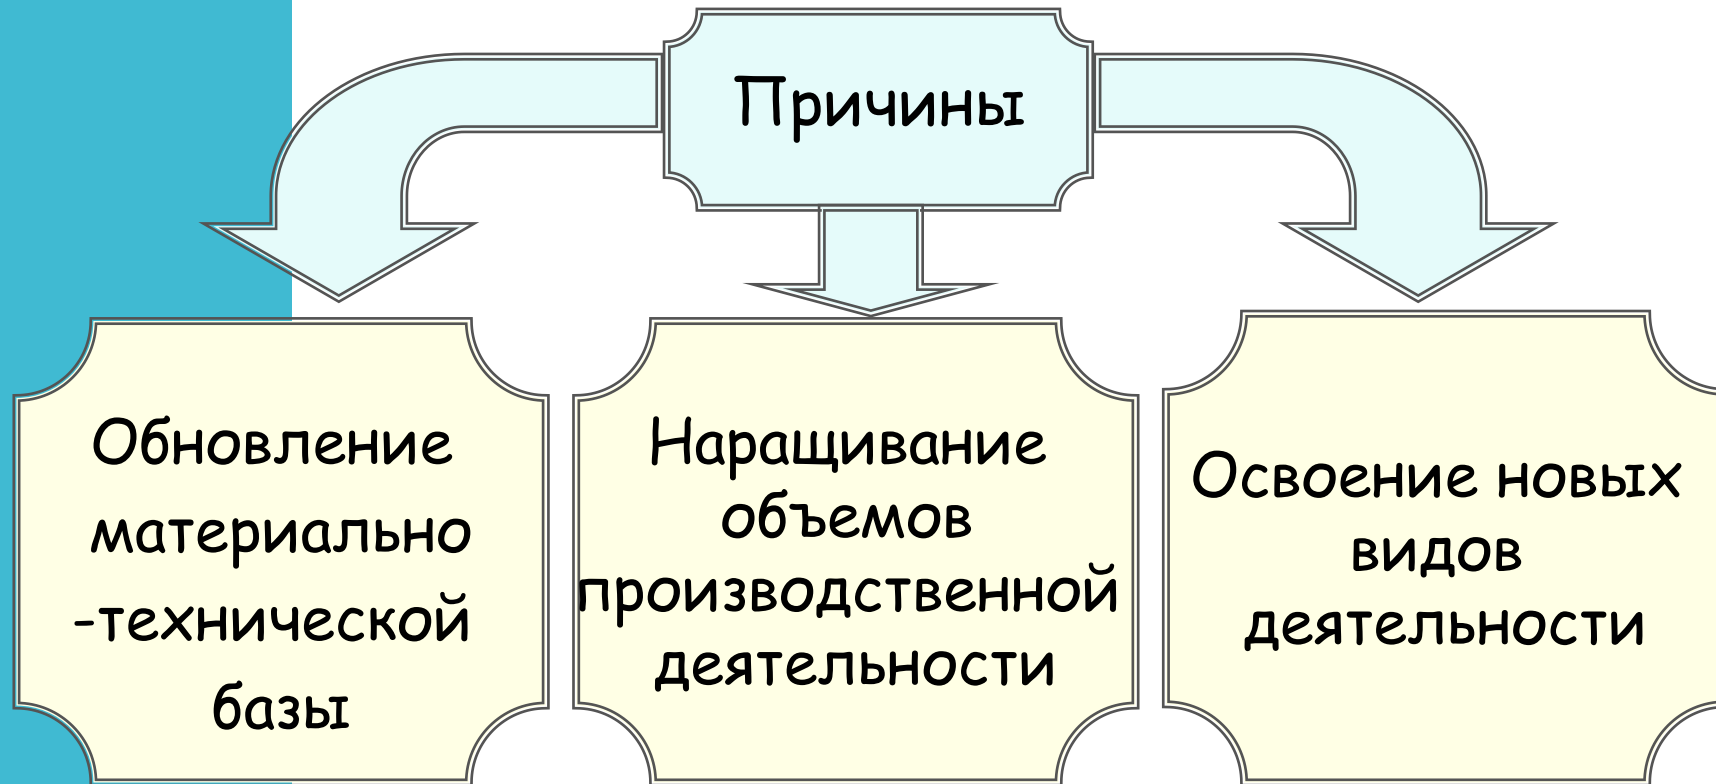 Причины
Обновление
материально
-технической
базы
Наращивание
объемов
производственной
деятельности
Освоение новых
видов
деятельности